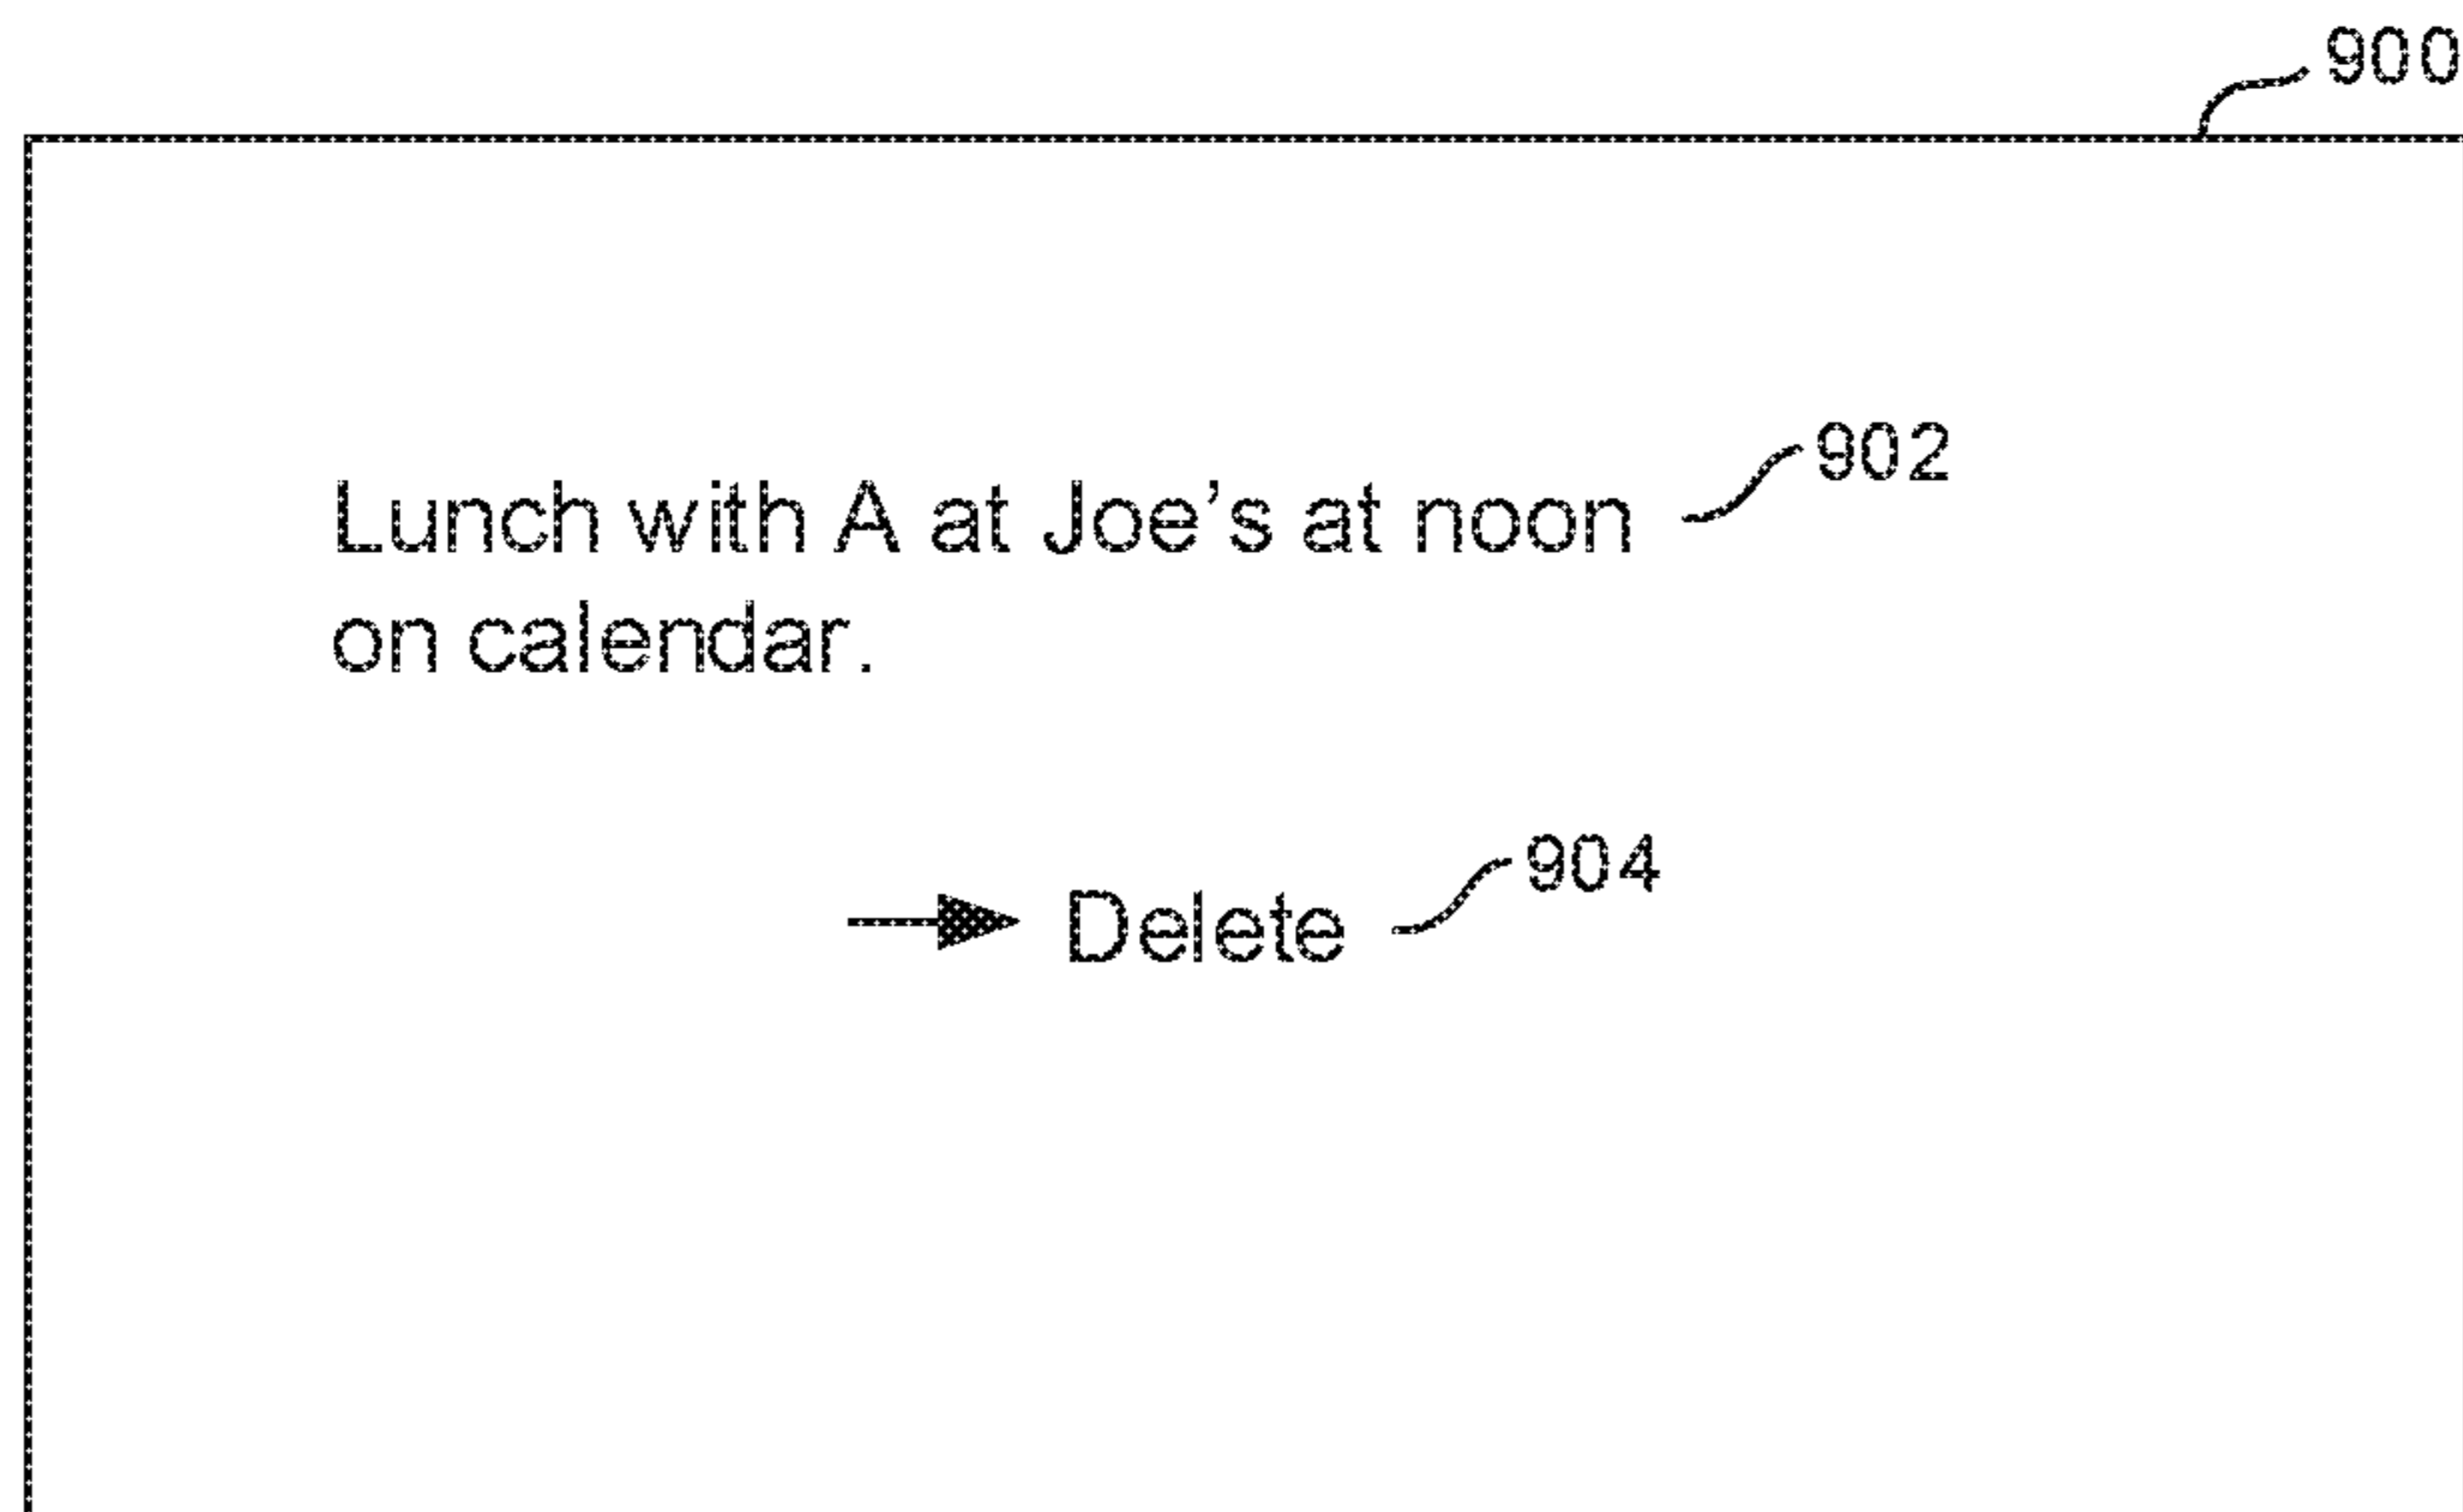 900
902
Lunch with A at Joe’s at noon
on calendar.
904
Delete